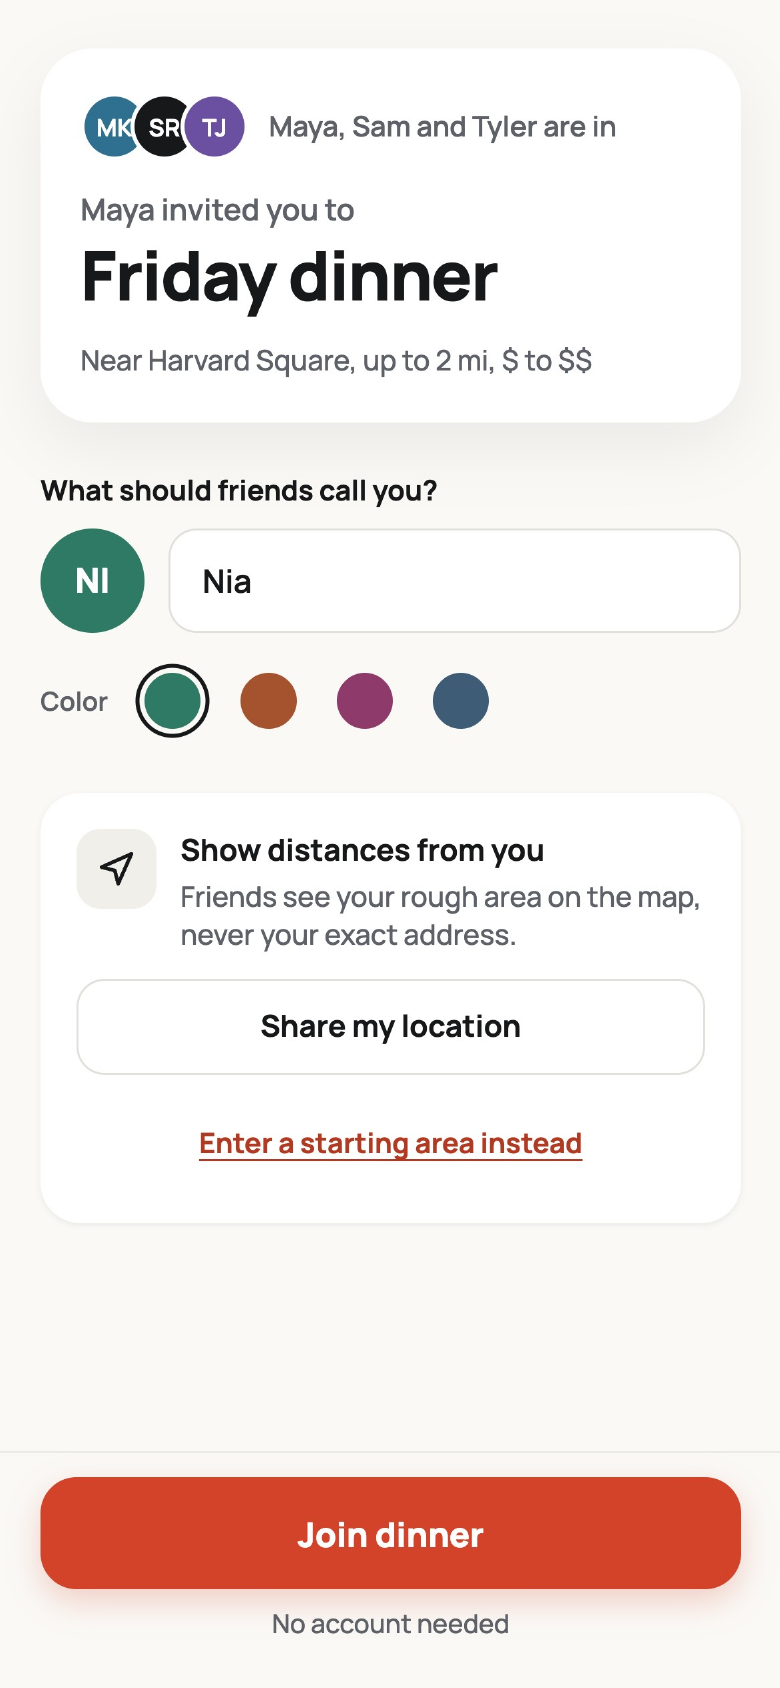 MK SR TJ Maya, Sam and Tyler are in
Maya invited you to
Friday dinner
Near Harvard Square, up to 2 mi, $ to $$
What should friends call you?
NI Nia
Color
Show distances from you
Friends see your rough area on the map,
never your exact address.
Share my location
Enter a starting area instead
Join dinner
No account needed